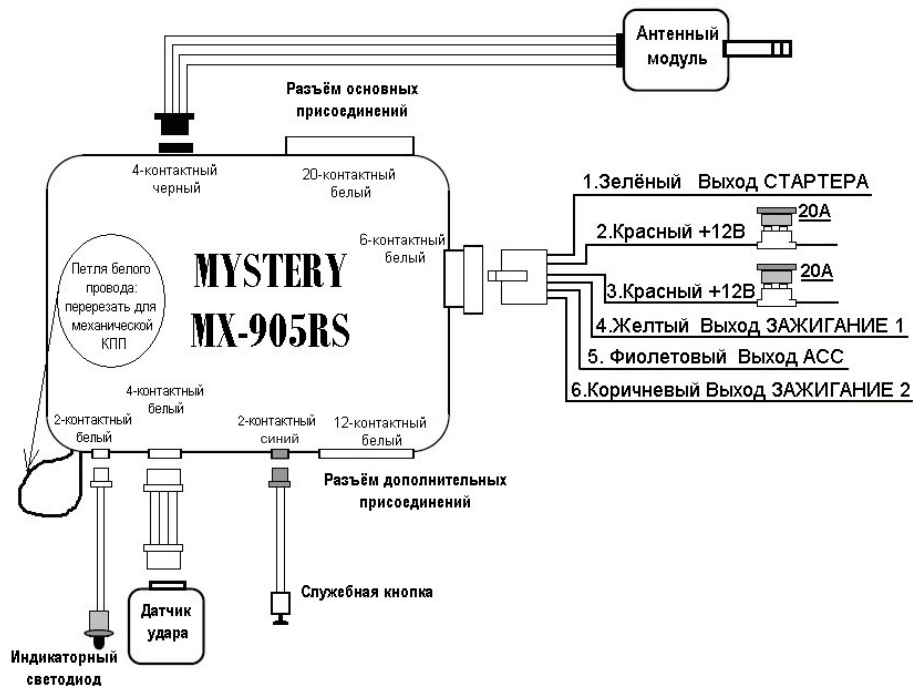 Антенный
модуль
Разъём основных
присоединений
4-контактный
черный
20-контактный
белый
6-контактный
белый
1.Зелёный Выход СТАРТЕРА
2.Красный +12В
20А
3.Красный +12В
20А
4.Желтый Выход ЗАЖИГАНИЕ 1
5. Фиолетовый Выход АСС
6.Коричневый Выход ЗАЖИГАНИЕ 2
Петля белого
провода:
перерезать для
механической
КПП
MYSTERY
MX-905RS
2-контактный
белый
4-контактный
белый
2-контактный
синий
12-контактный
белый
Разъём дополнительных
присоединений
Служебная кнопка
Датчик
удара
Индикаторный
светодиод